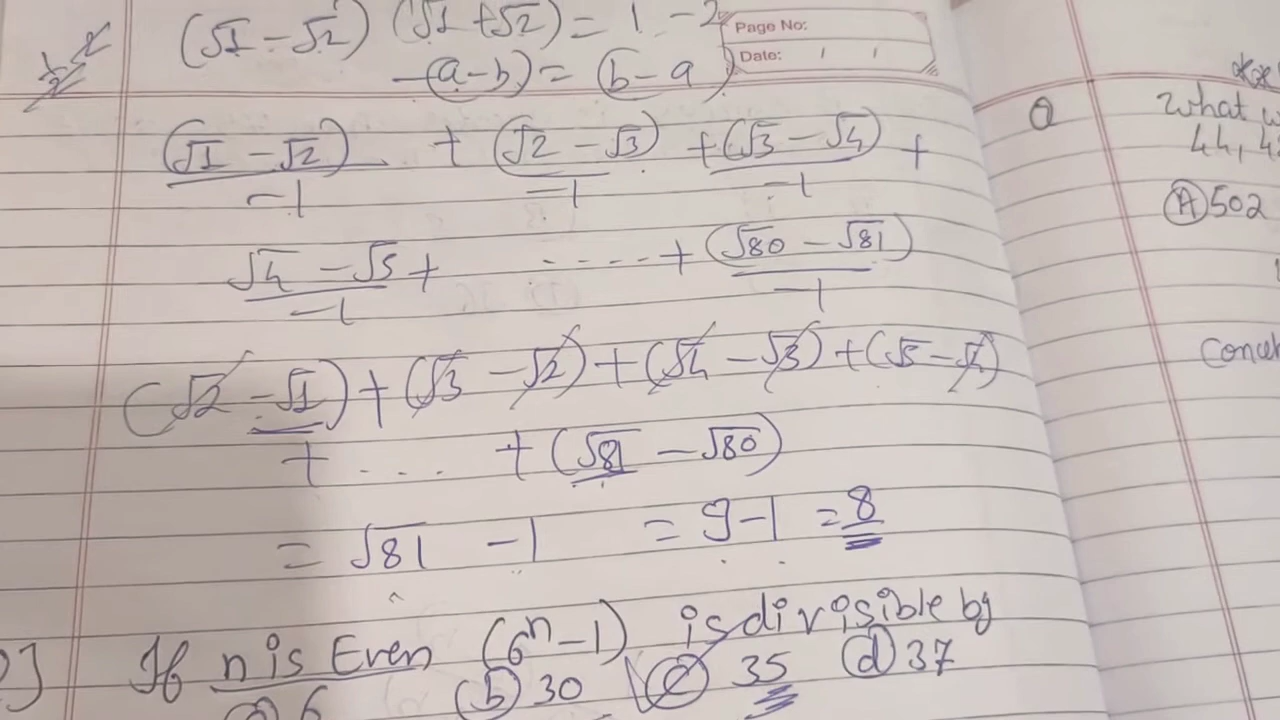 (√1 - √2) (√1 + √2) = 1 - 2
Page No:
Date: / /
-(a-b) = (b-a)
(√1 - √2)/-1 + (√2 - √3)/-1 + (√3 - √4)/-1 +
(√4 - √5)/-1 + ..... + (√80 - √81)/-1
(√2 - √1) + (√3 - √2) + (√4 - √3) + (√5 - √4)
+ .... + (√81 - √80)
= √81 - 1 = 9-1 = 8
If n is Even (6ⁿ-1) is divisible by
(a) 6 (b) 30 (c) 35 (d) 37
Q
What
44,
(A) 502